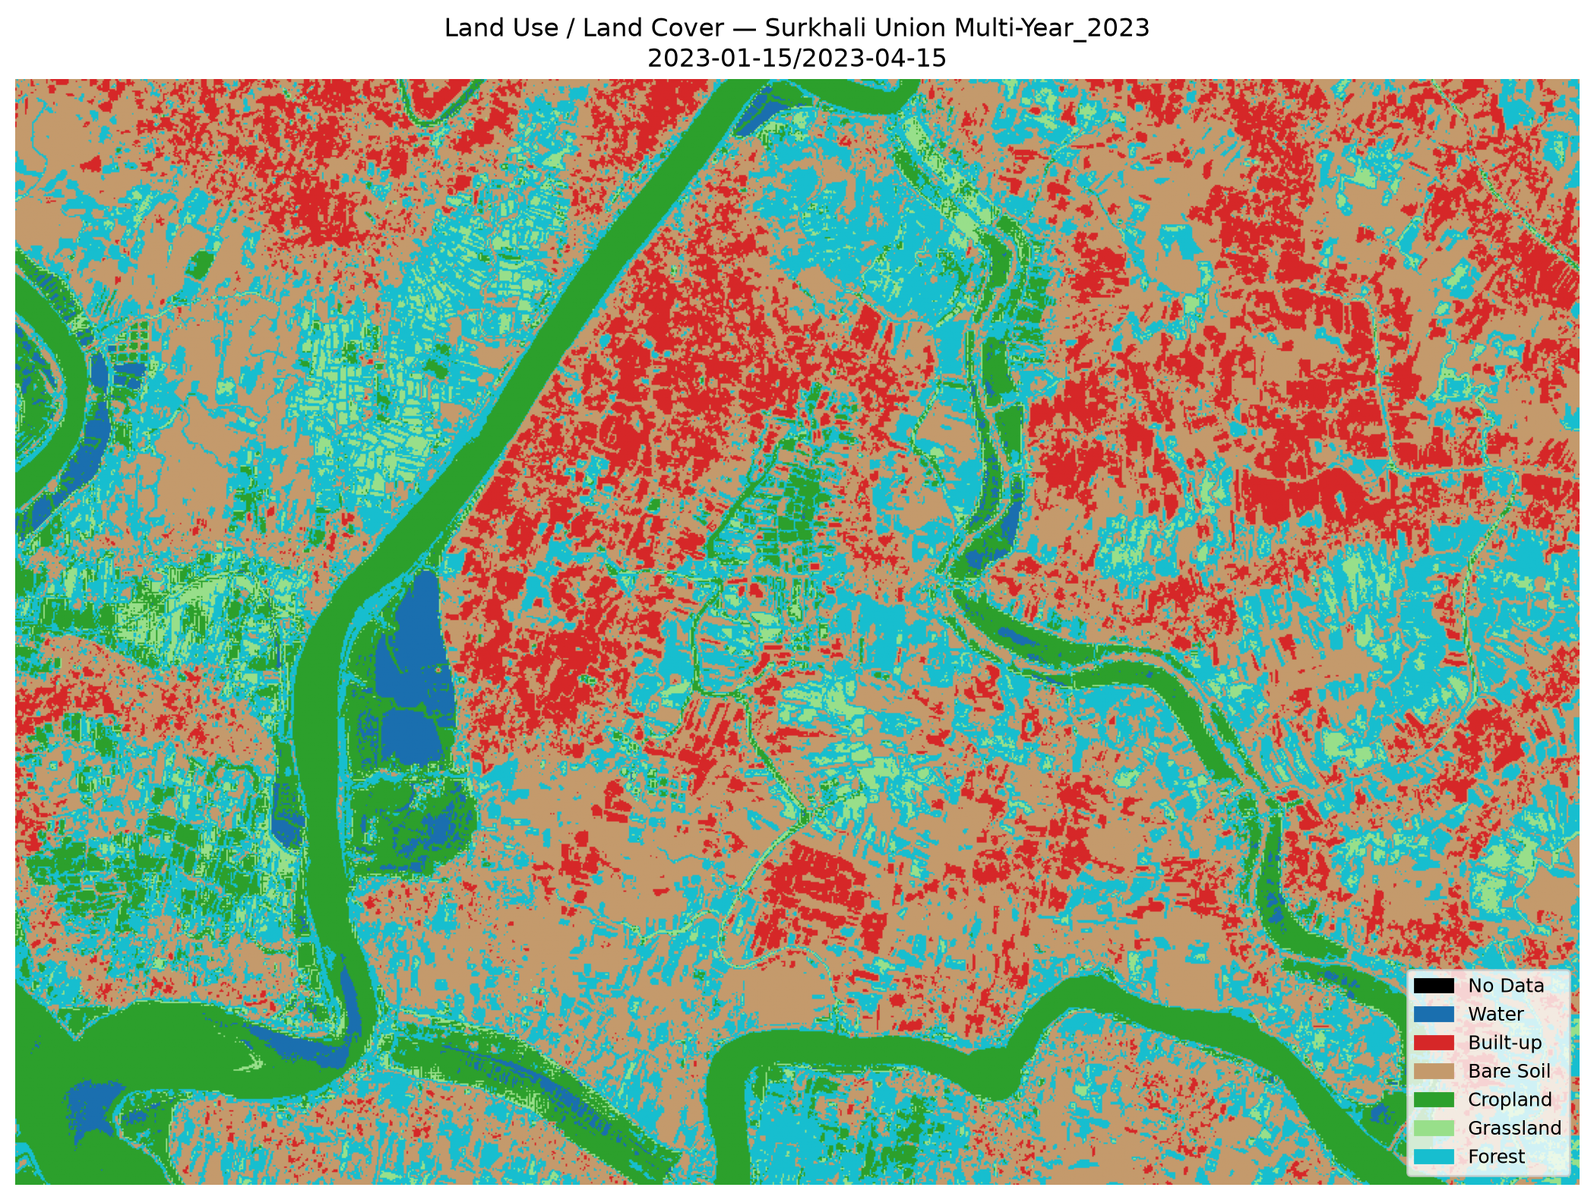 Land Use / Land Cover — Surkhali Union Multi-Year_2023
2023-01-15/2023-04-15
No Data
Water
Built-up
Bare Soil
Cropland
Grassland
Forest